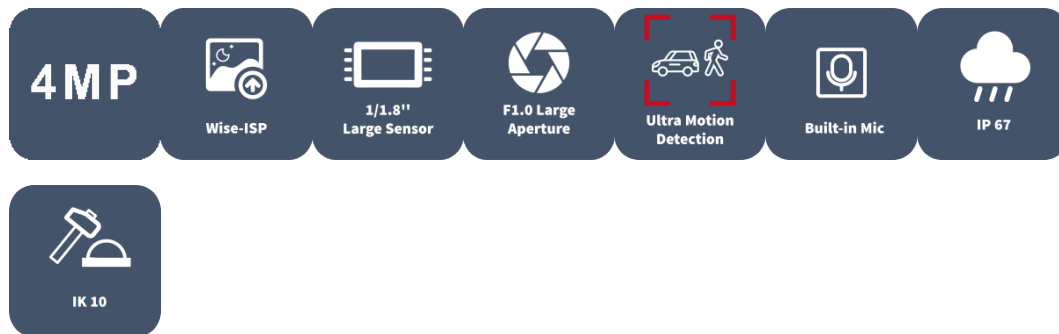 4MP
Wise-ISP
1/1.8''
Large Sensor
F1.0 Large
Aperture
Ultra Motion
Detection
Built-in Mic
IP 67
IK 10